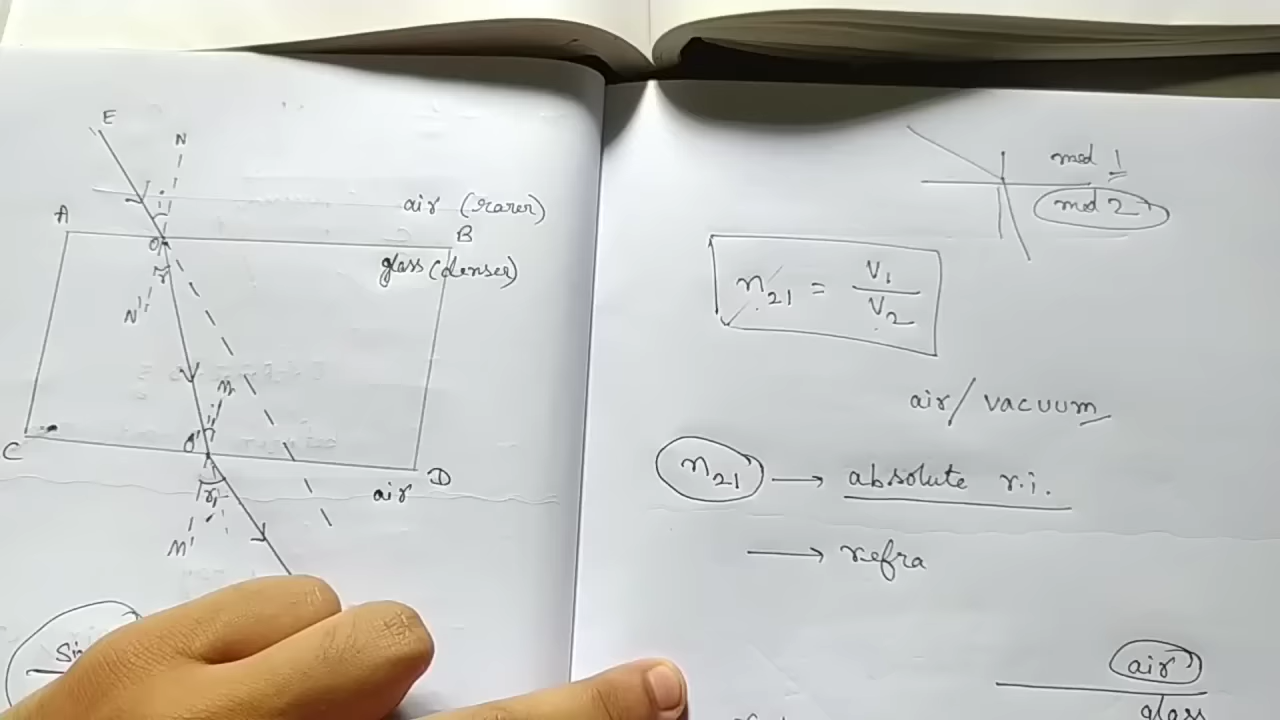 E
N
air (rarer)
A
O
B
glass (denser)
r
N'
M
O'
C
D
air
r
M'
Si
med 1
med 2
n21 = V1 / V2
air/vacuum
n21 → absolute r.i.
→ refra
air
glass